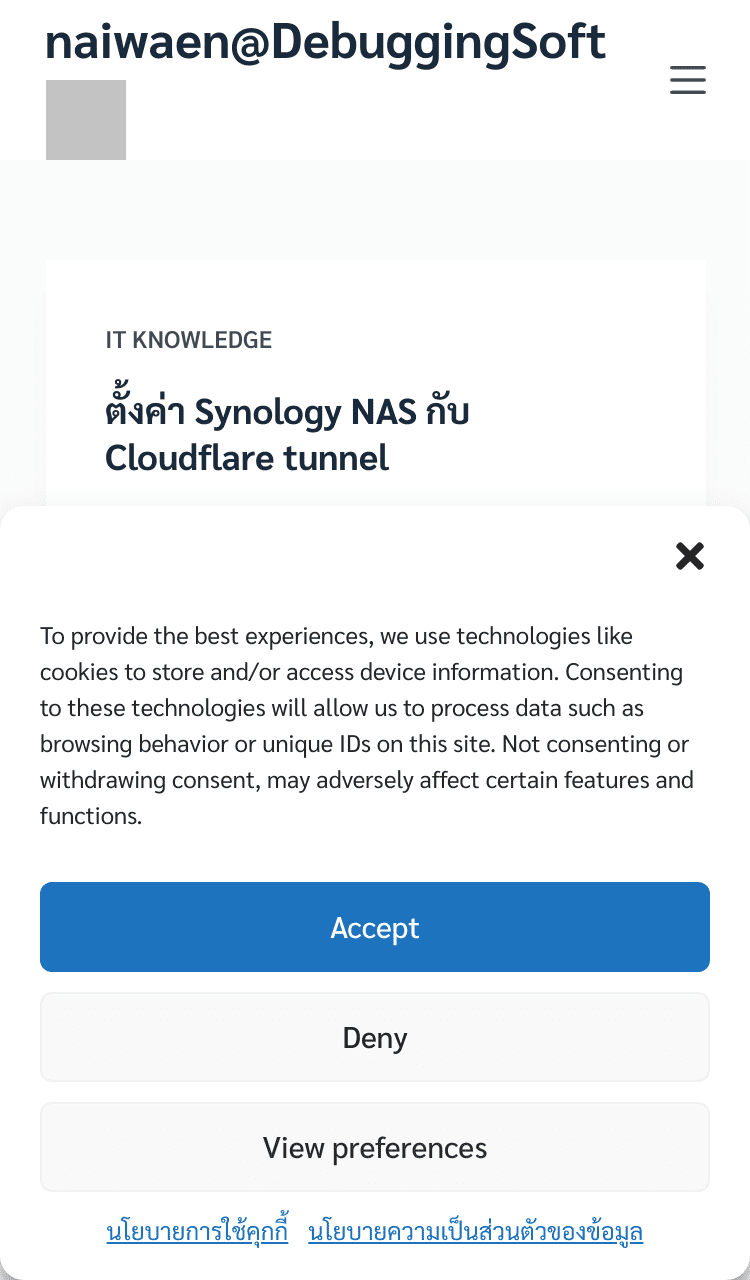 naiwaen@DebuggingSoft
IT KNOWLEDGE
ตั้งค่า Synology NAS กับ
Cloudflare tunnel
To provide the best experiences, we use technologies like
cookies to store and/or access device information. Consenting
to these technologies will allow us to process data such as
browsing behavior or unique IDs on this site. Not consenting or
withdrawing consent, may adversely affect certain features and
functions.
Accept
Deny
View preferences
นโยบายการใช้คุกกี้ นโยบายความเป็นส่วนตัวของข้อมูล